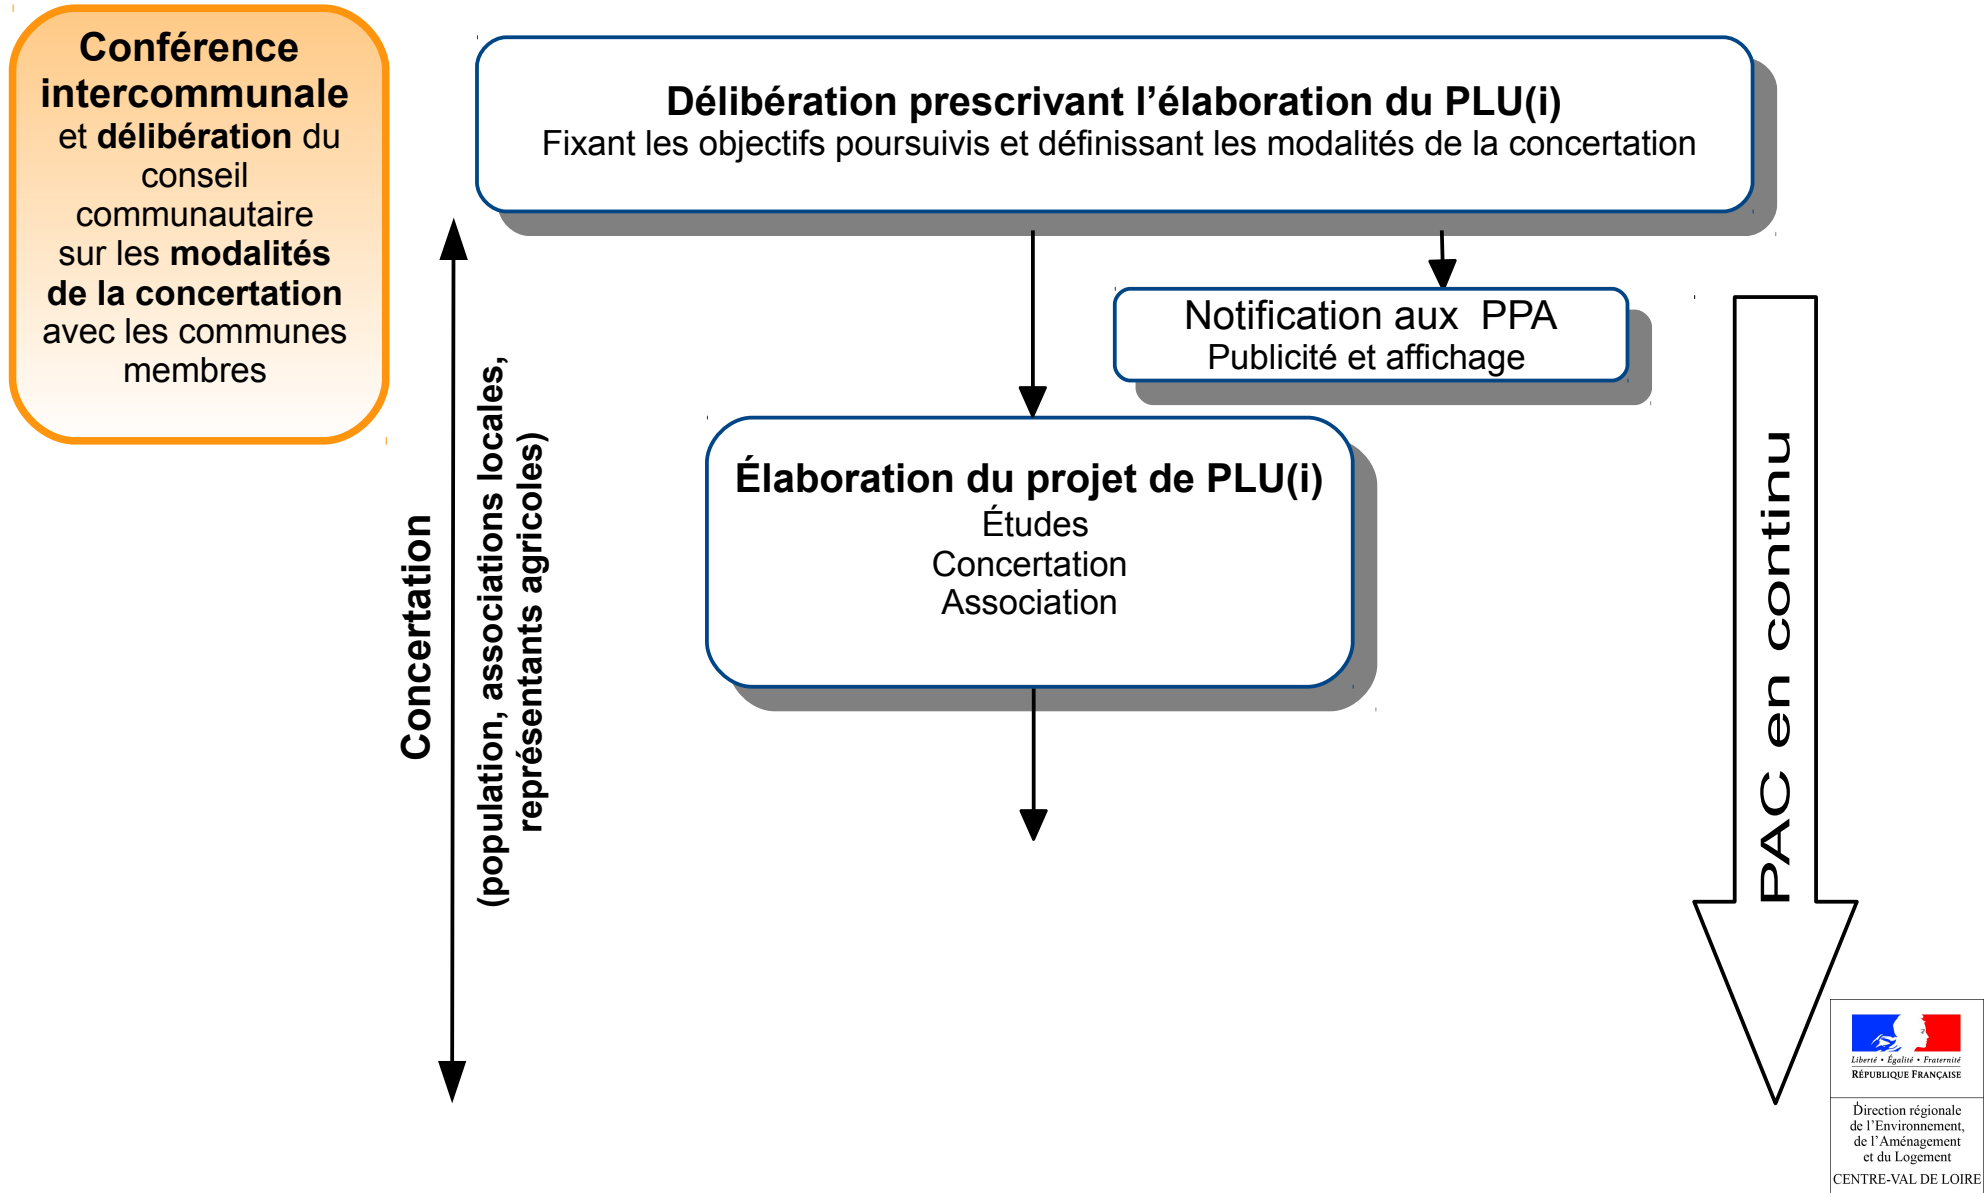 Conférence
intercommunale
et délibération du
conseil
communautaire
sur les modalités
de la concertation
avec les communes
membres
Délibération prescrivant l’élaboration du PLU(i)
Fixant les objectifs poursuivis et définissant les modalités de la concertation
Notification aux PPA
Publicité et affichage
Élaboration du projet de PLU(i)
Études
Concertation
Association
Concertation
(population, associations locales,
représentants agricoles)
PAC en continu
Liberté • Égalité • Fraternité
RÉPUBLIQUE FRANÇAISE
Direction régionale
de l’Environnement,
de l’Aménagement
et du Logement
CENTRE-VAL DE LOIRE